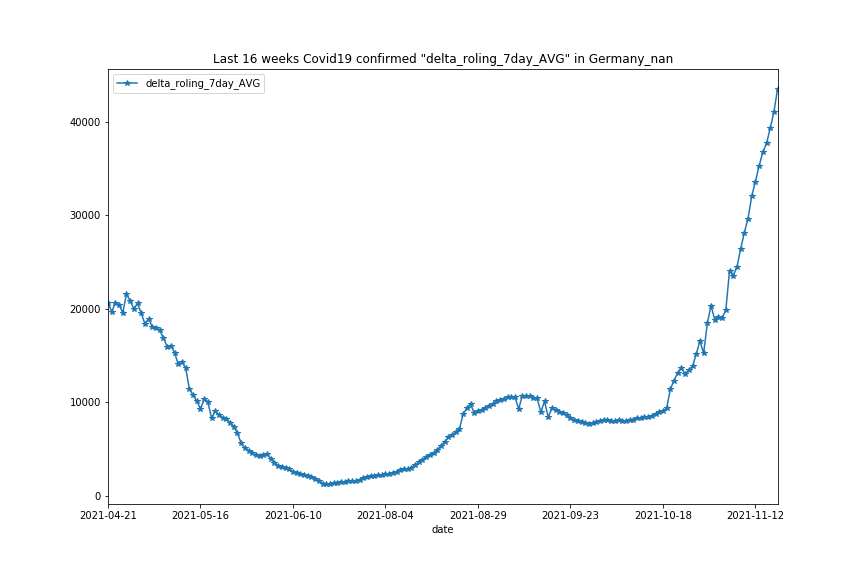 Last 16 weeks Covid19 confirmed "delta_roling_7day_AVG" in Germany_nan
delta_roling_7day_AVG
40000
30000
20000
10000
0
2021-04-21 2021-05-16 2021-06-10 2021-08-04 2021-08-29 2021-09-23 2021-10-18 2021-11-12
date